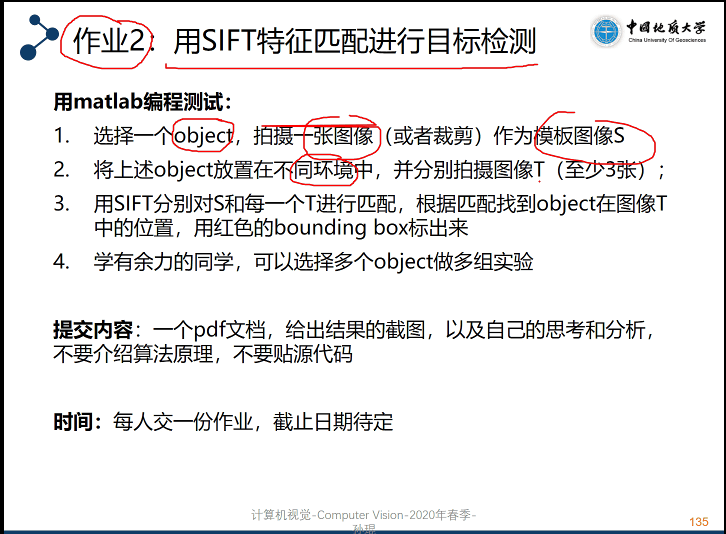 作业2：用SIFT特征匹配进行目标检测
中国地质大学
China University of Geosciences
用matlab编程测试：
1. 选择一个object，拍摄一张图像（或者裁剪）作为模板图像S
2. 将上述object放置在不同环境中，并分别拍摄图像T（至少3张）；
3. 用SIFT分别对S和每一个T进行匹配，根据匹配找到object在图像T
中的位置，用红色的bounding box标出来
4. 学有余力的同学，可以选择多个object做多组实验
提交内容：一个pdf文档，给出结果的截图，以及自己的思考和分析，
不要介绍算法原理，不要贴源代码
时间：每人交一份作业，截止日期待定
计算机视觉-Computer Vision-2020年春季-
孙琨
135